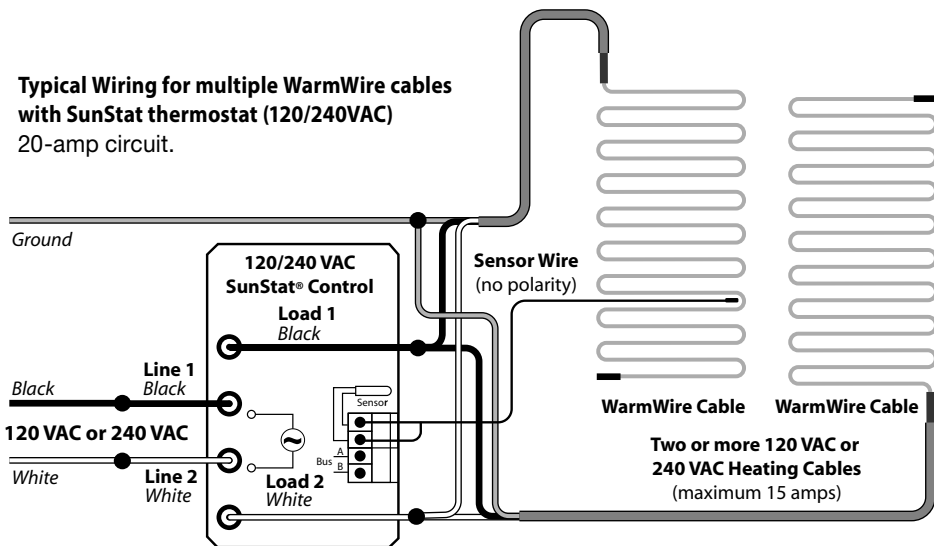 Typical Wiring for multiple WarmWire cables
with SunStat thermostat (120/240VAC)
20-amp circuit.
Ground
120/240 VAC
SunStat® Control
Load 1
Black
Sensor Wire
(no polarity)
Line 1
Black
Black
Sensor
120 VAC or 240 VAC
A
Bus
B
White
Line 2
White
Load 2
White
WarmWire Cable
WarmWire Cable
Two or more 120 VAC or
240 VAC Heating Cables
(maximum 15 amps)